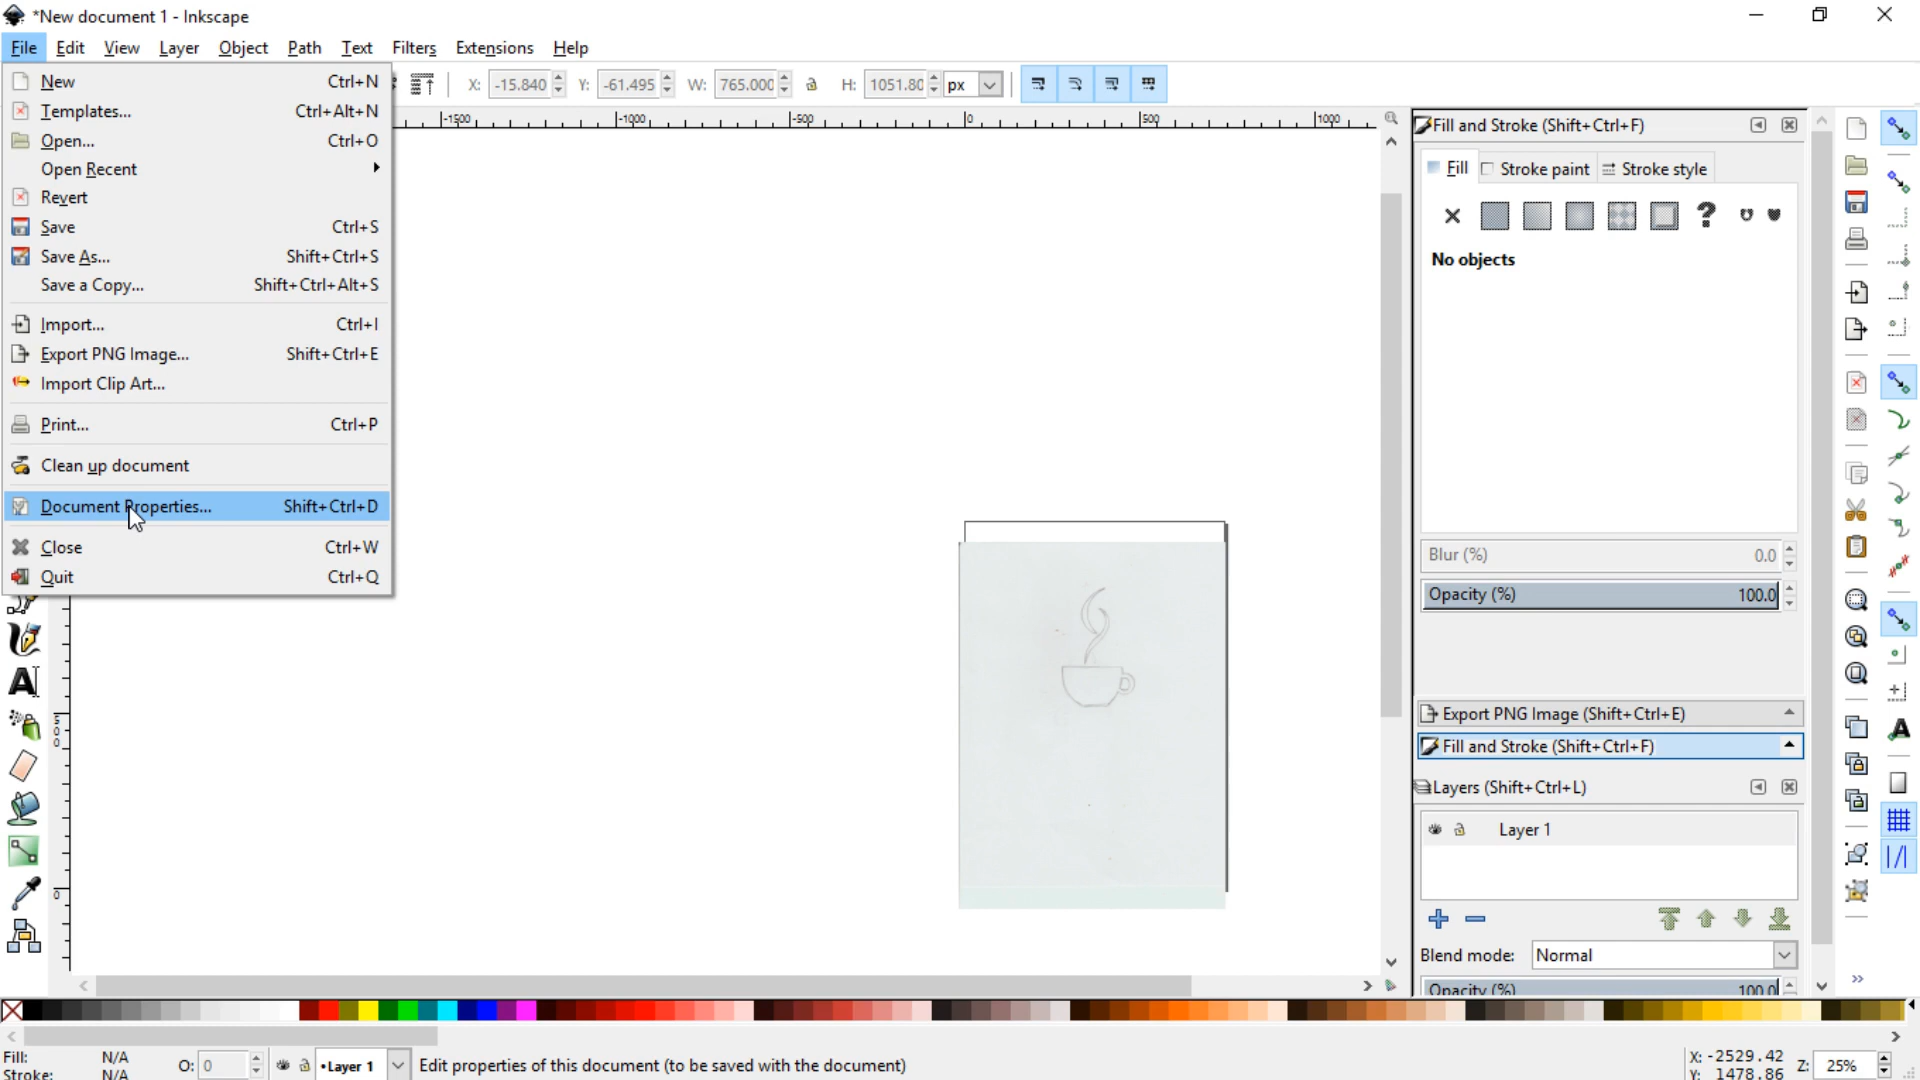 *New document 1 - Inkscape
File Edit View Layer Object Path Text Filters Extensions Help
New Ctrl+N
Templates... Ctrl+Alt+N
Open... Ctrl+O
Open Recent
Revert
Save Ctrl+S
Save As... Shift+Ctrl+S
Save a Copy... Shift+Ctrl+Alt+S
Import... Ctrl+I
Export PNG Image... Shift+Ctrl+E
Import Clip Art...
Print... Ctrl+P
Clean up document
Document Properties... Shift+Ctrl+D
Close Ctrl+W
Quit Ctrl+Q
X: -15.840 Y: -61.495 W: 765.000 H: 1051.80 px
-1500 -1000 -500 0 500 1000
500
0
Fill and Stroke (Shift+Ctrl+F)
Fill Stroke paint Stroke style
No objects
Blur (%) 0.0
Opacity (%) 100.0
Export PNG Image (Shift+Ctrl+E)
Fill and Stroke (Shift+Ctrl+F)
Layers (Shift+Ctrl+L)
Layer 1
Blend mode: Normal
Opacity (%) 100.0
Fill: N/A
Stroke: N/A
O: 0
•Layer 1
Edit properties of this document (to be saved with the document)
X: -2529.42
Y: 1478.86
Z: 25%